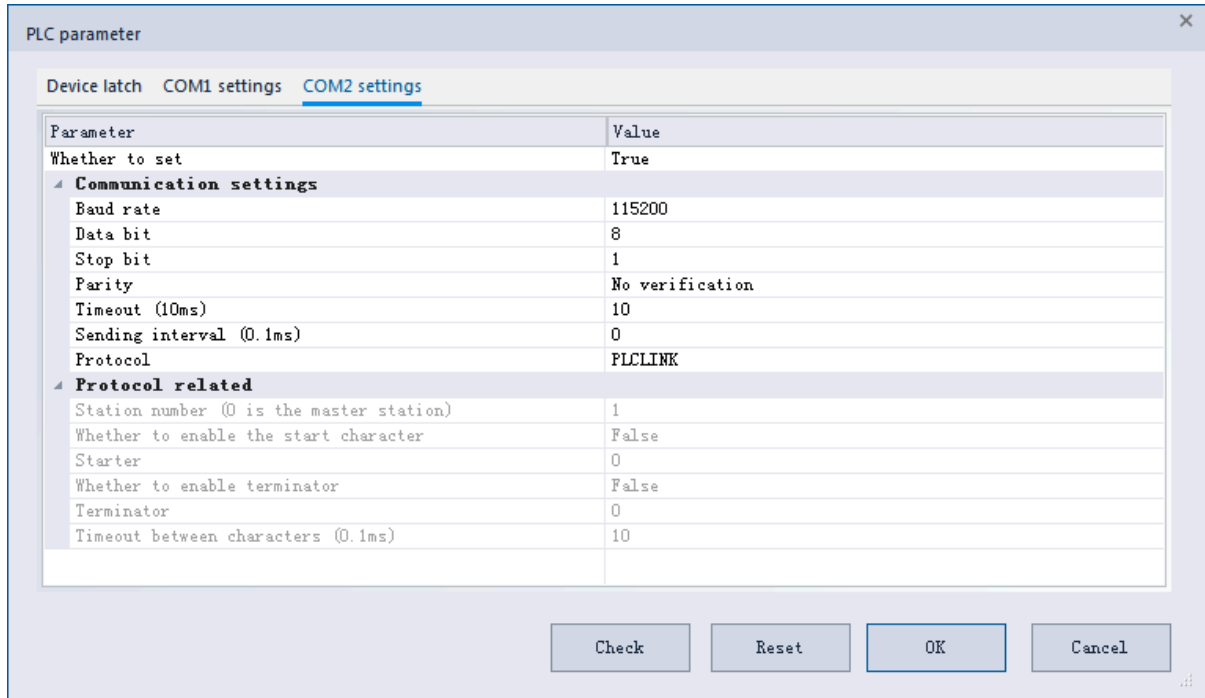 PLC parameter
Device latch COM1 settings COM2 settings
Parameter Value
Whether to set True
Communication settings
Baud rate 115200
Data bit 8
Stop bit 1
Parity No verification
Timeout (10ms) 10
Sending interval (0.1ms) 0
Protocol PLCLINK
Protocol related
Station number (0 is the master station) 1
Whether to enable the start character False
Starter 0
Whether to enable terminator False
Terminator 0
Timeout between characters (0.1ms) 10
Check Reset OK Cancel